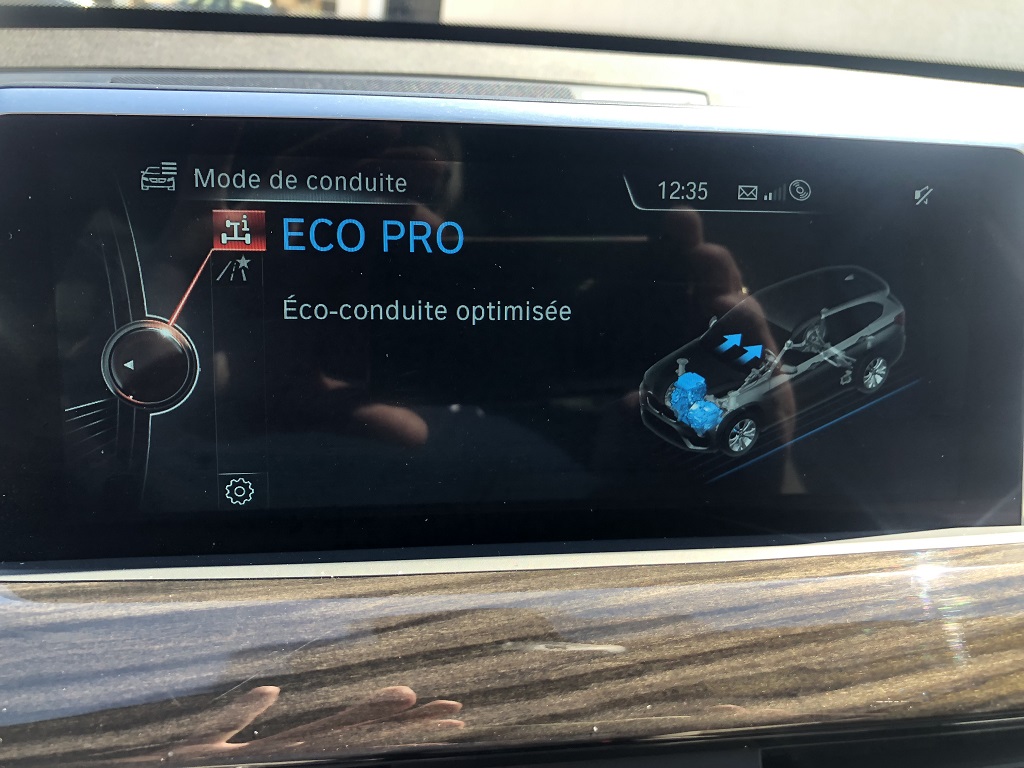 Mode de conduite
12:35
ECO PRO
Éco-conduite optimisée